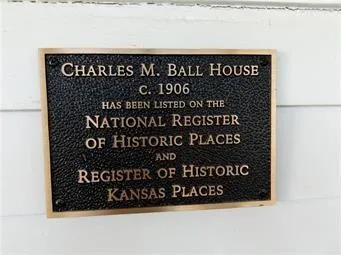 CHARLES M. BALL HOUSE
C. 1906
HAS BEEN LISTED ON THE
NATIONAL REGISTER
OF HISTORIC PLACES
AND
REGISTER OF HISTORIC
KANSAS PLACES